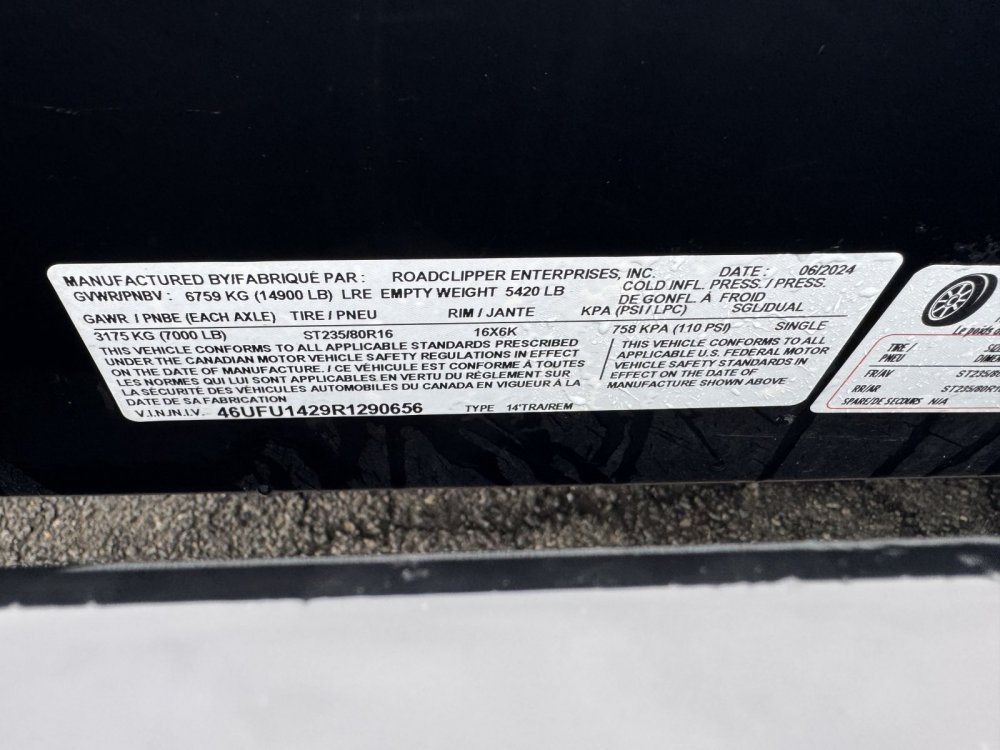 MANUFACTURED BY/FABRIQUÉ PAR : ROADCLIPPER ENTERPRISES, INC. DATE : 06/2024
GVWR/PNBV : 6759 KG (14900 LB) LRE EMPTY WEIGHT 5420 LB COLD INFL. PRESS. / PRESS.
DE GONFL. À FROID
GAWR / PNBE (EACH AXLE) TIRE / PNEU RIM / JANTE KPA (PSI / LPC) SGL/DUAL
3175 KG (7000 LB) ST235/80R16 16X6K 758 KPA (110 PSI) SINGLE
THIS VEHICLE CONFORMS TO ALL APPLICABLE STANDARDS PRESCRIBED
UNDER THE CANADIAN MOTOR VEHICLE SAFETY REGULATIONS IN EFFECT
ON THE DATE OF MANUFACTURE. / CE VÉHICULE EST CONFORME À TOUTES
LES NORMES QUI LUI SONT APPLICABLES EN VERTU DU RÈGLEMENT SUR
LA SÉCURITÉ DES VÉHICULES AUTOMOBILES DU CANADA EN VIGUEUR À LA
DATE DE SA FABRICATION
THIS VEHICLE CONFORMS TO ALL
APPLICABLE U.S. FEDERAL MOTOR
VEHICLE SAFETY STANDARDS IN
EFFECT ON THE DATE OF
MANUFACTURE SHOWN ABOVE
V.I.N./N.I.V. 46UFU1429R1290656 TYPE 14'TRA/REM
Le poids
TIRE /
PNEU
FR/AV
RR/AR
SPARE/DE SECOURS N/A